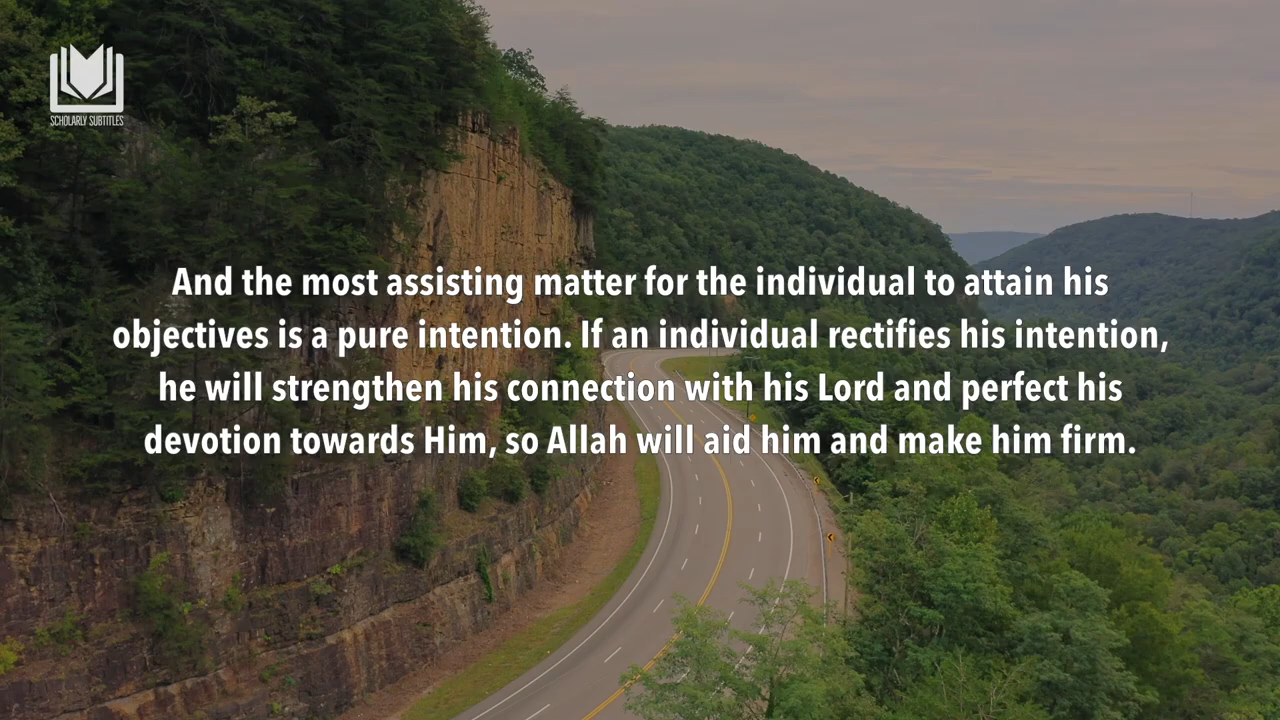 SCHOLARLY SUBTITLES
And the most assisting matter for the individual to attain his
objectives is a pure intention. If an individual rectifies his intention,
he will strengthen his connection with his Lord and perfect his
devotion towards Him, so Allah will aid him and make him firm.